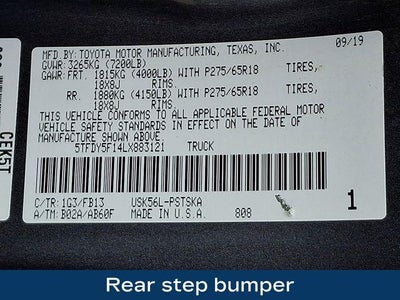 MFD.BY:TOYOTA MOTOR MANUFACTURING, TEXAS, INC.
09/19
GVWR: 3265KG (7200LB)
GAWR:FRT. 1815KG (4000LB) WITH P275/65R18 TIRES,
18X8J RIMS
RR. 1880KG (4150LB) WITH P275/65R18 TIRES,
18X8J RIMS
THIS VEHICLE CONFORMS TO ALL APPLICABLE FEDERAL MOTOR
VEHICLE SAFETY STANDARDS IN EFFECT ON THE DATE OF
MANUFACTURE SHOWN ABOVE.
5TFDY5F14LX883121 TRUCK
C/TR: 1G3/FB13 USK56L-PSTSKA
A/TM: B02A/AB60F MADE IN U.S.A. 808
1
CEK5T
Rear step bumper